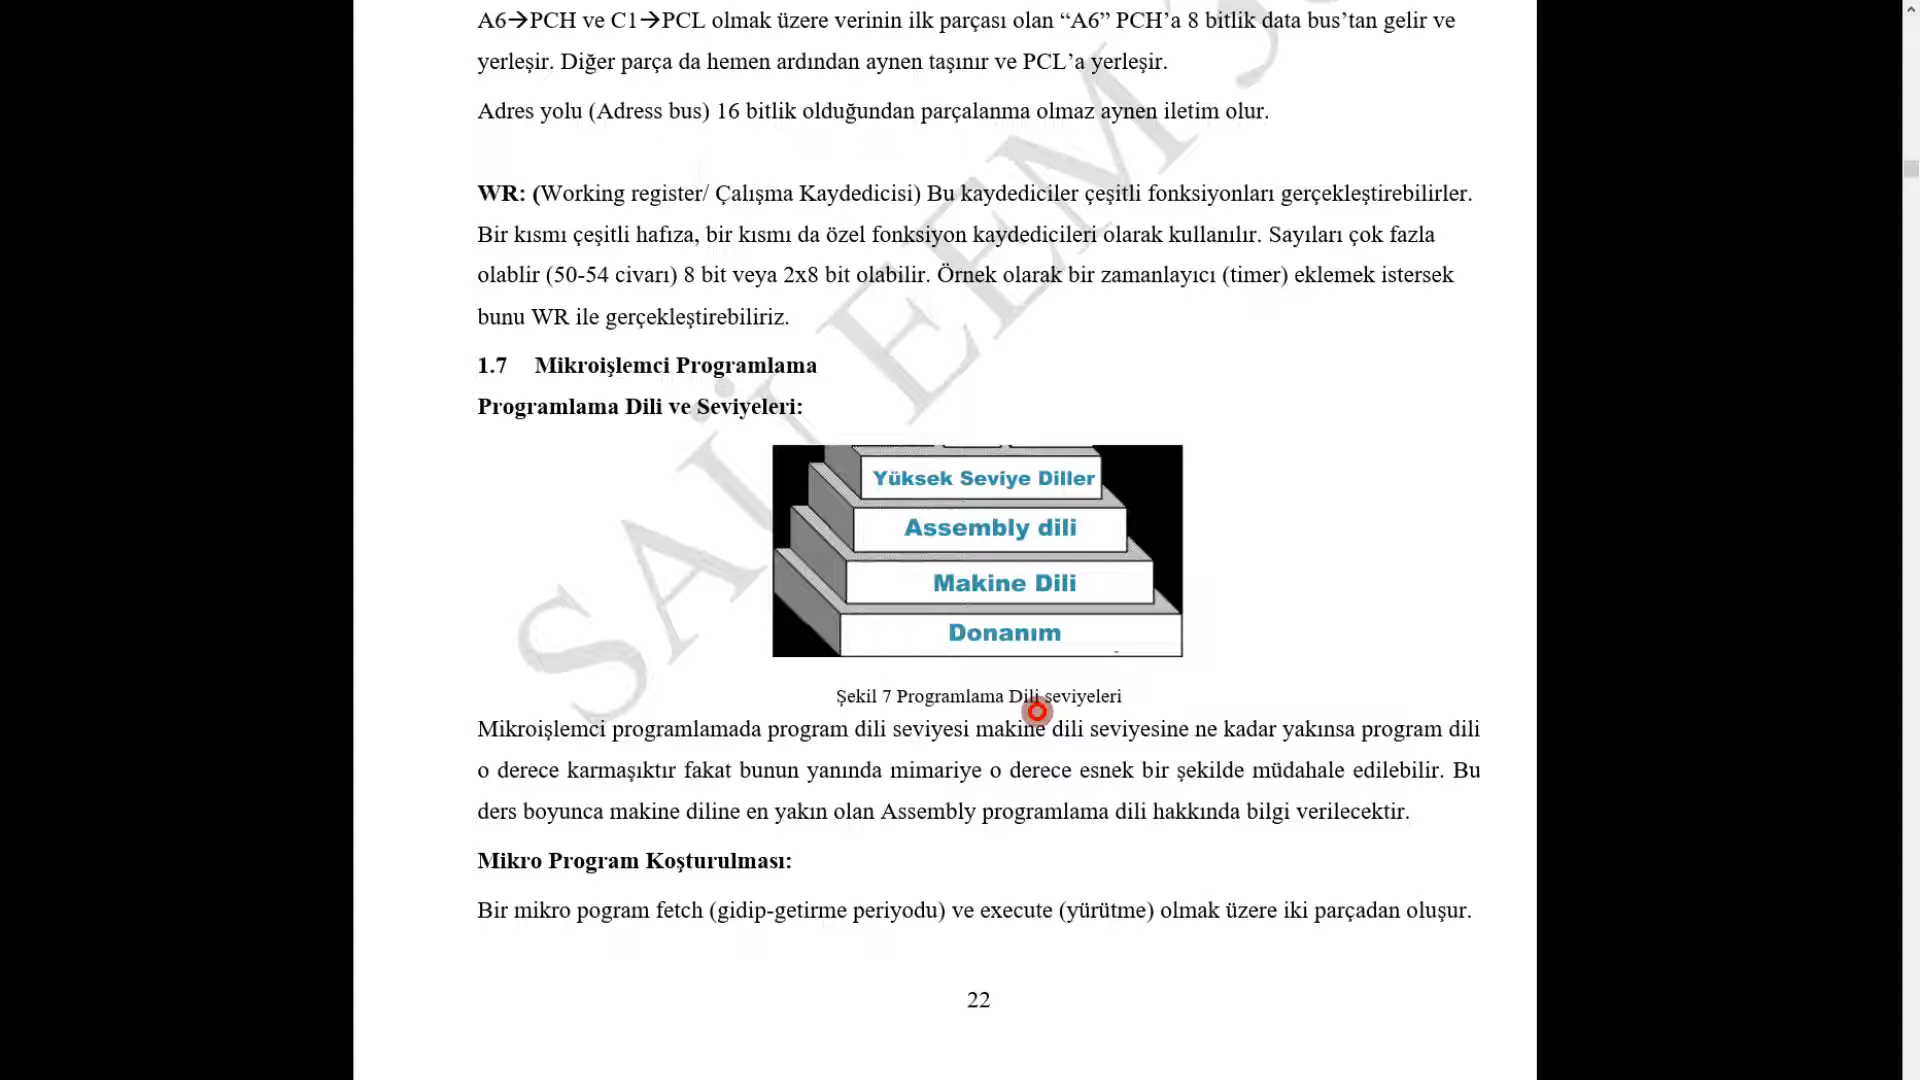 A6→PCH ve C1→PCL olmak üzere verinin ilk parçası olan “A6” PCH’a 8 bitlik data bus’tan gelir ve
yerleşir. Diğer parça da hemen ardından aynen taşınır ve PCL’a yerleşir.
Adres yolu (Adress bus) 16 bitlik olduğundan parçalanma olmaz aynen iletim olur.
WR: (Working register/ Çalışma Kaydedicisi) Bu kaydediciler çeşitli fonksiyonları gerçekleştirebilirler.
Bir kısmı çeşitli hafıza, bir kısmı da özel fonksiyon kaydedicileri olarak kullanılır. Sayıları çok fazla
olablir (50-54 civarı) 8 bit veya 2x8 bit olabilir. Örnek olarak bir zamanlayıcı (timer) eklemek istersek
bunu WR ile gerçekleştirebiliriz.
1.7 Mikroişlemci Programlama
Programlama Dili ve Seviyeleri:
Yüksek Seviye Diller
Assembly dili
Makine Dili
Donanım
Şekil 7 Programlama Dili seviyeleri
Mikroişlemci programlamada program dili seviyesi makine dili seviyesine ne kadar yakınsa program dili
o derece karmaşıktır fakat bunun yanında mimariye o derece esnek bir şekilde müdahale edilebilir. Bu
ders boyunca makine diline en yakın olan Assembly programlama dili hakkında bilgi verilecektir.
Mikro Program Koşturulması:
Bir mikro pogram fetch (gidip-getirme periyodu) ve execute (yürütme) olmak üzere iki parçadan oluşur.
22
SAİL EEM